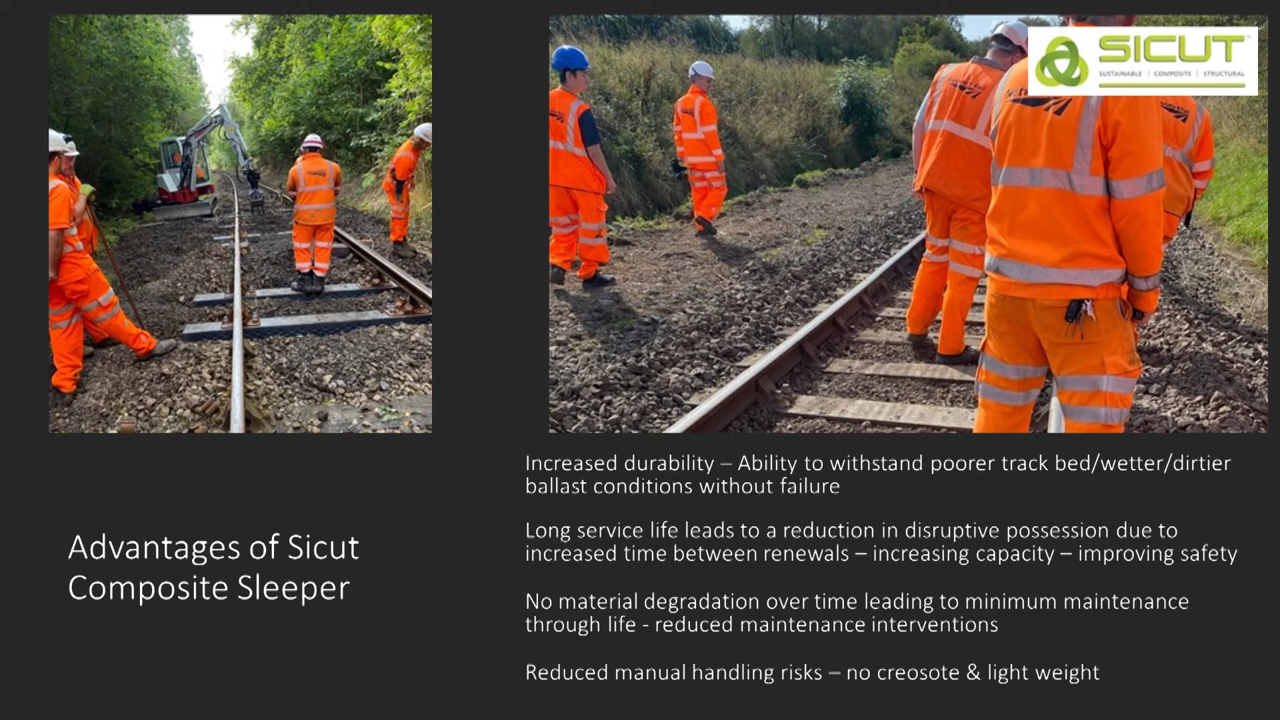 SICUT
SUSTAINABLE | COMPOSITE | STRUCTURAL
Advantages of Sicut
Composite Sleeper
Increased durability – Ability to withstand poorer track bed/wetter/dirtier
ballast conditions without failure
Long service life leads to a reduction in disruptive possession due to
increased time between renewals – increasing capacity – improving safety
No material degradation over time leading to minimum maintenance
through life - reduced maintenance interventions
Reduced manual handling risks – no creosote & light weight